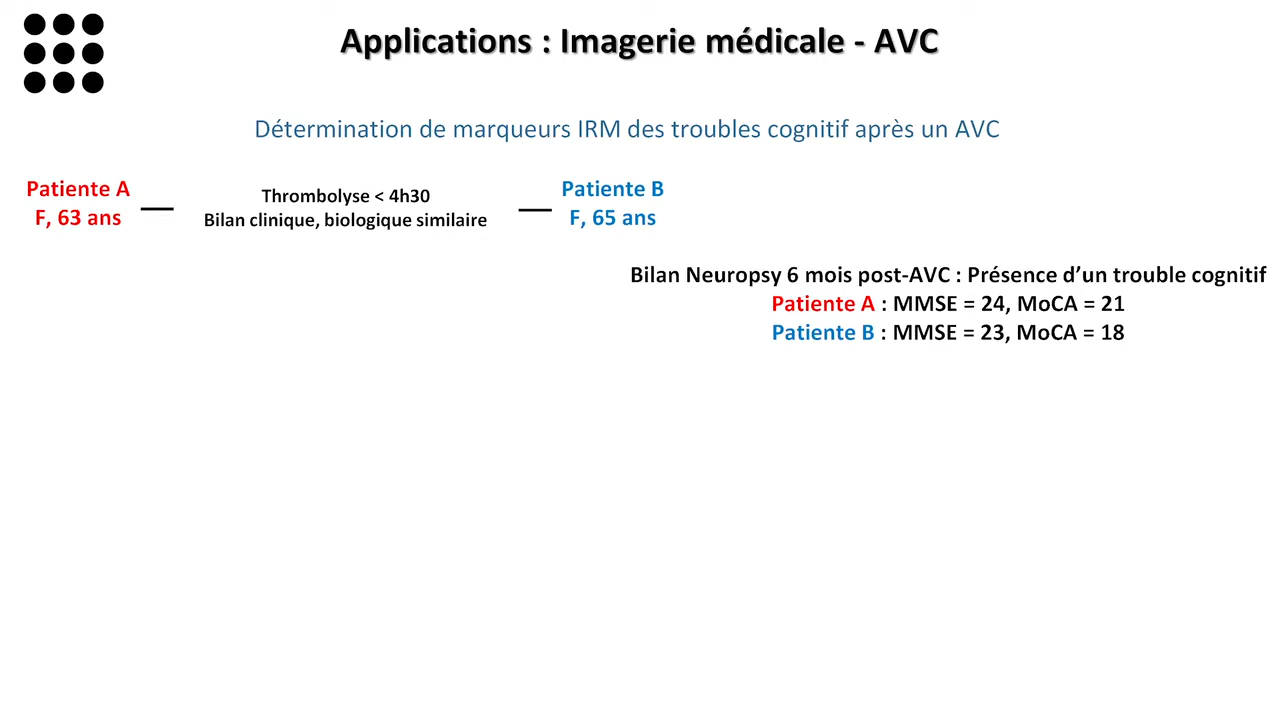 Applications : Imagerie médicale - AVC
Détermination de marqueurs IRM des troubles cognitif après un AVC
Patiente A
F, 63 ans
Thrombolyse < 4h30
Bilan clinique, biologique similaire
Patiente B
F, 65 ans
Bilan Neuropsy 6 mois post-AVC : Présence d’un trouble cognitif
Patiente A : MMSE = 24, MoCA = 21
Patiente B : MMSE = 23, MoCA = 18